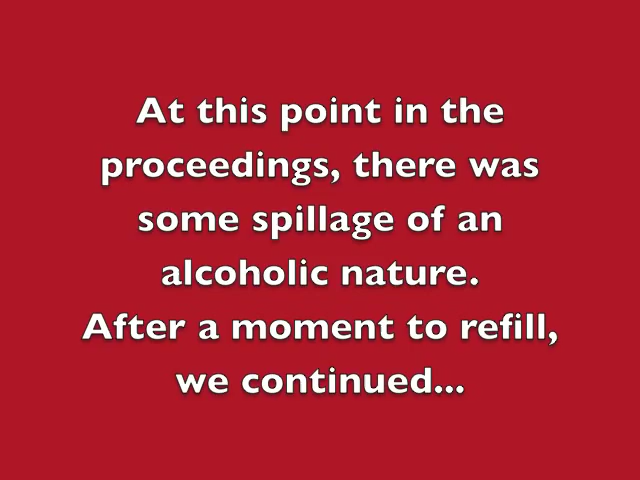 At this point in the
proceedings, there was
some spillage of an
alcoholic nature.
After a moment to refill,
we continued...